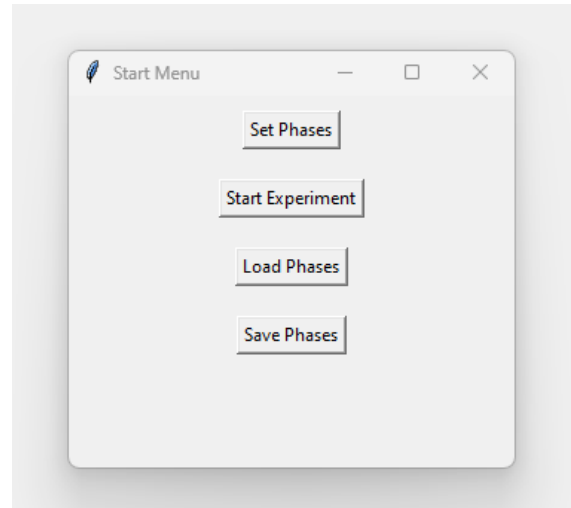 Start Menu
Set Phases
Start Experiment
Load Phases
Save Phases